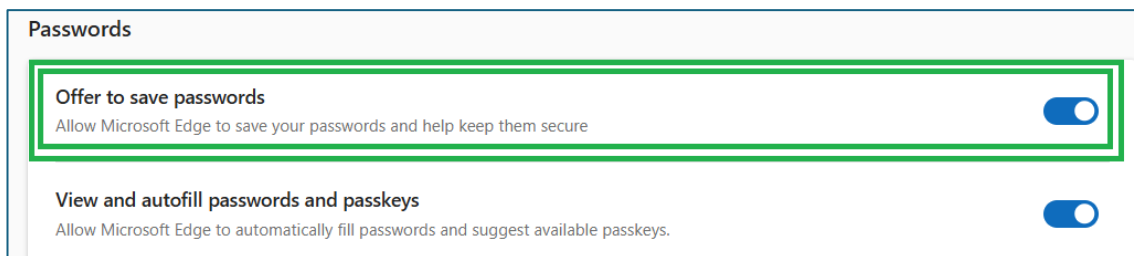 Passwords
Offer to save passwords
Allow Microsoft Edge to save your passwords and help keep them secure
View and autofill passwords and passkeys
Allow Microsoft Edge to automatically fill passwords and suggest available passkeys.